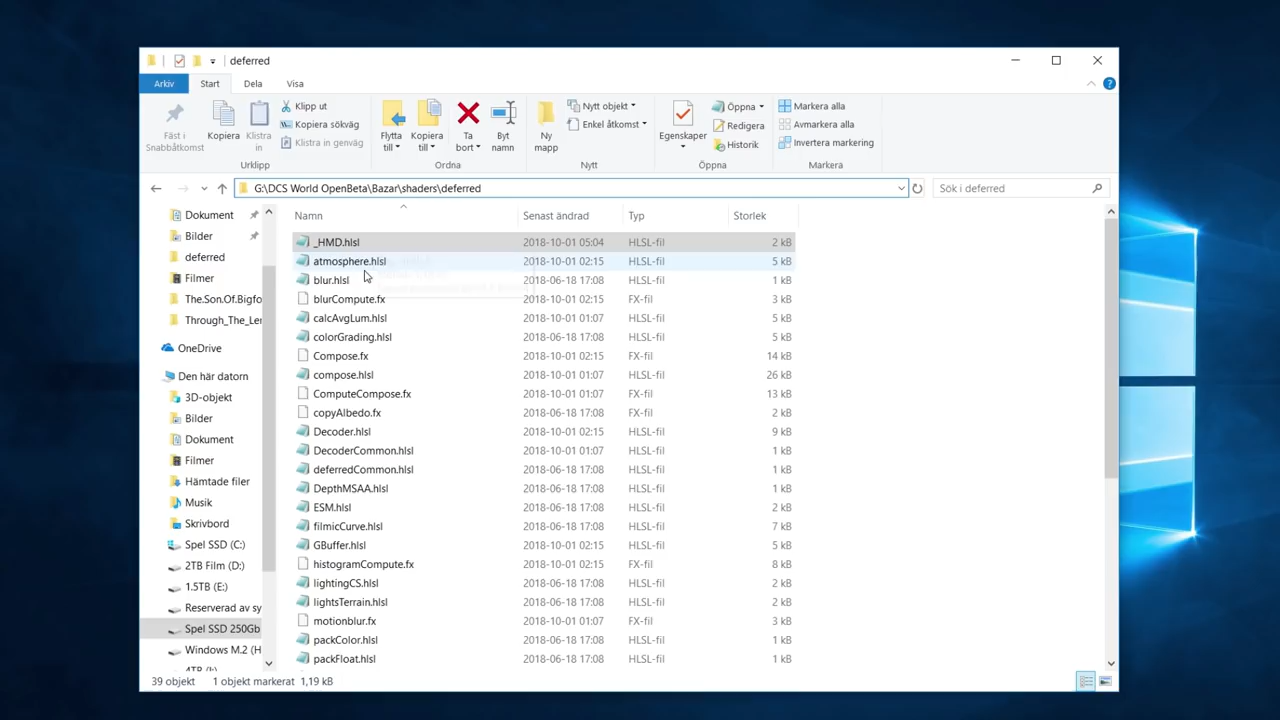 deferred
Arkiv Start Dela Visa
Fäst i Snabbåtkomst
Kopiera
Klistra in
Klipp ut
Kopiera sökväg
Klistra in genväg
Urklipp
Flytta till
Kopiera till
Ta bort
Byt namn
Ordna
Ny mapp
Nytt objekt
Enkel åtkomst
Nytt
Egenskaper
Öppna
Redigera
Historik
Öppna
Markera alla
Avmarkera alla
Invertera markering
Markera
G:\DCS World OpenBeta\Bazar\shaders\deferred
Sök i deferred
Dokument
Bilder
deferred
Filmer
The.Son.Of.Bigfo
Through_The_Ler
OneDrive
Den här datorn
3D-objekt
Bilder
Dokument
Filmer
Hämtade filer
Musik
Skrivbord
Spel SSD (C:)
2TB Film (D:)
1.5TB (E:)
Reserverad av sy
Spel SSD 250Gb
Windows M.2 (H
4TB (I:)
Namn Senast ändrad Typ Storlek
_HMD.hlsl 2018-10-01 05:04 HLSL-fil 2 kB
atmosphere.hlsl 2018-10-01 02:15 HLSL-fil 5 kB
blur.hlsl 2018-06-18 17:08 HLSL-fil 2 kB
blurCompute.fx 2018-10-01 02:15 FX-fil 3 kB
calcAvgLum.hlsl 2018-10-01 01:07 HLSL-fil 5 kB
colorGrading.hlsl 2018-06-18 17:08 HLSL-fil 5 kB
Compose.fx 2018-10-01 02:15 FX-fil 14 kB
compose.hlsl 2018-10-01 01:07 HLSL-fil 26 kB
ComputeCompose.fx 2018-10-01 01:07 FX-fil 13 kB
copyAlbedo.fx 2018-06-18 17:08 FX-fil 2 kB
Decoder.hlsl 2018-10-01 02:15 HLSL-fil 9 kB
DecoderCommon.hlsl 2018-10-01 01:07 HLSL-fil 1 kB
deferredCommon.hlsl 2018-06-18 17:08 HLSL-fil 1 kB
DepthMSAA.hlsl 2018-06-18 17:08 HLSL-fil 1 kB
ESM.hlsl 2018-06-18 17:08 HLSL-fil 1 kB
filmicCurve.hlsl 2018-06-18 17:08 HLSL-fil 7 kB
GBuffer.hlsl 2018-10-01 02:15 HLSL-fil 5 kB
histogramCompute.fx 2018-10-01 02:15 FX-fil 8 kB
lightingCS.hlsl 2018-06-18 17:08 HLSL-fil 2 kB
lightsTerrain.hlsl 2018-06-18 17:08 HLSL-fil 2 kB
motionblur.fx 2018-10-01 01:07 FX-fil 3 kB
packColor.hlsl 2018-06-18 17:08 HLSL-fil 1 kB
packFloat.hlsl 2018-06-18 17:08 HLSL-fil 1 kB
39 objekt 1 objekt markerat 1,19 kB